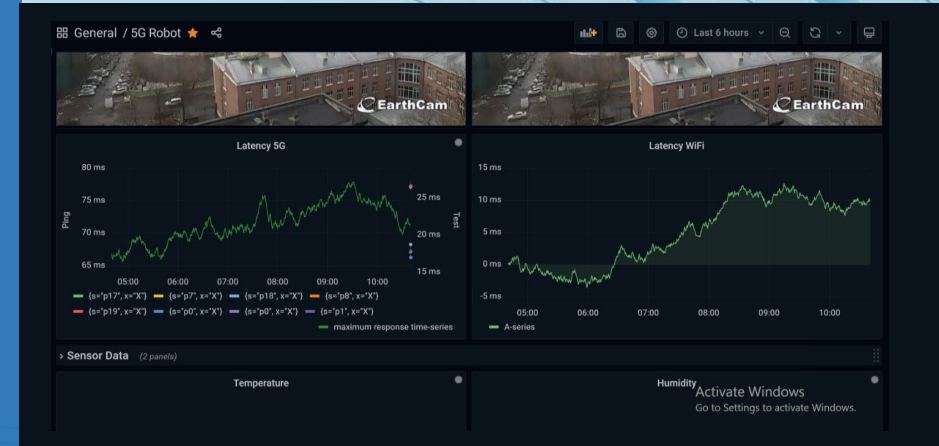 General / 5G Robot
Last 6 hours
EarthCam
EarthCam
Latency 5G
80 ms
75 ms
70 ms
65 ms
Ping
25 ms
20 ms
15 ms
Test
05:00 06:00 07:00 08:00 09:00 10:00
{s="p17", x="X"} {s="p7", x="X"} {s="p18", x="X"} {s="p8", x="X"}
{s="p19", x="X"} {s="p0", x="X"} {s="p0", x="X"} {s="p1", x="X"}
maximum response time-series
Latency WiFi
15 ms
10 ms
5 ms
0 ms
-5 ms
05:00 06:00 07:00 08:00 09:00 10:00
A-series
Sensor Data (2 panels)
Temperature
Humidity
Activate Windows
Go to Settings to activate Windows.